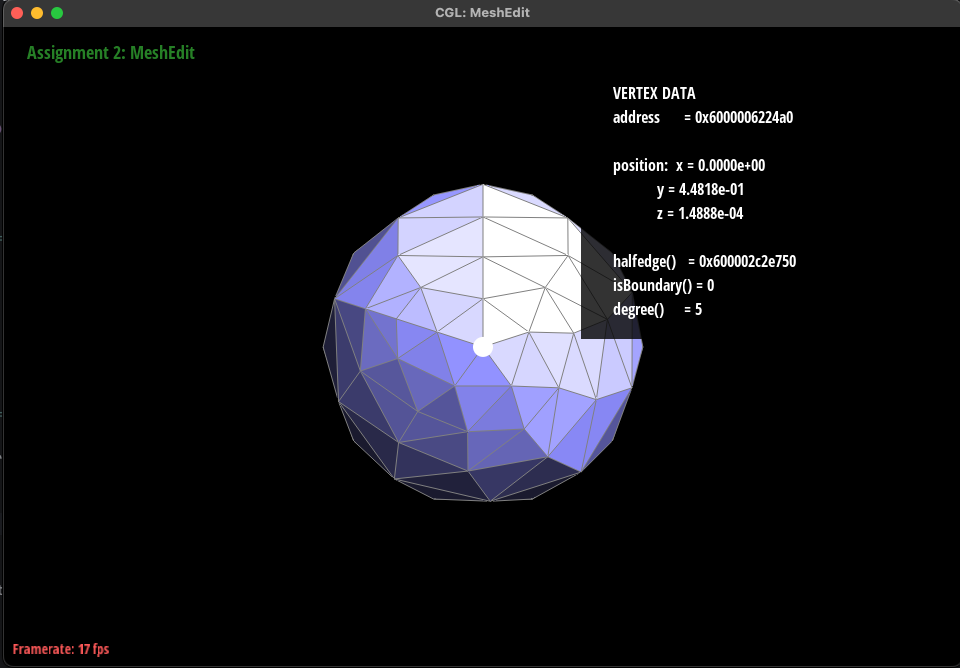 CGL: MeshEdit
Assignment 2: MeshEdit
VERTEX DATA
address = 0x6000006224a0
position: x = 0.0000e+00
y = 4.4818e-01
z = 1.4888e-04
halfedge() = 0x600002c2e750
isBoundary() = 0
degree() = 5
Framerate: 17 fps